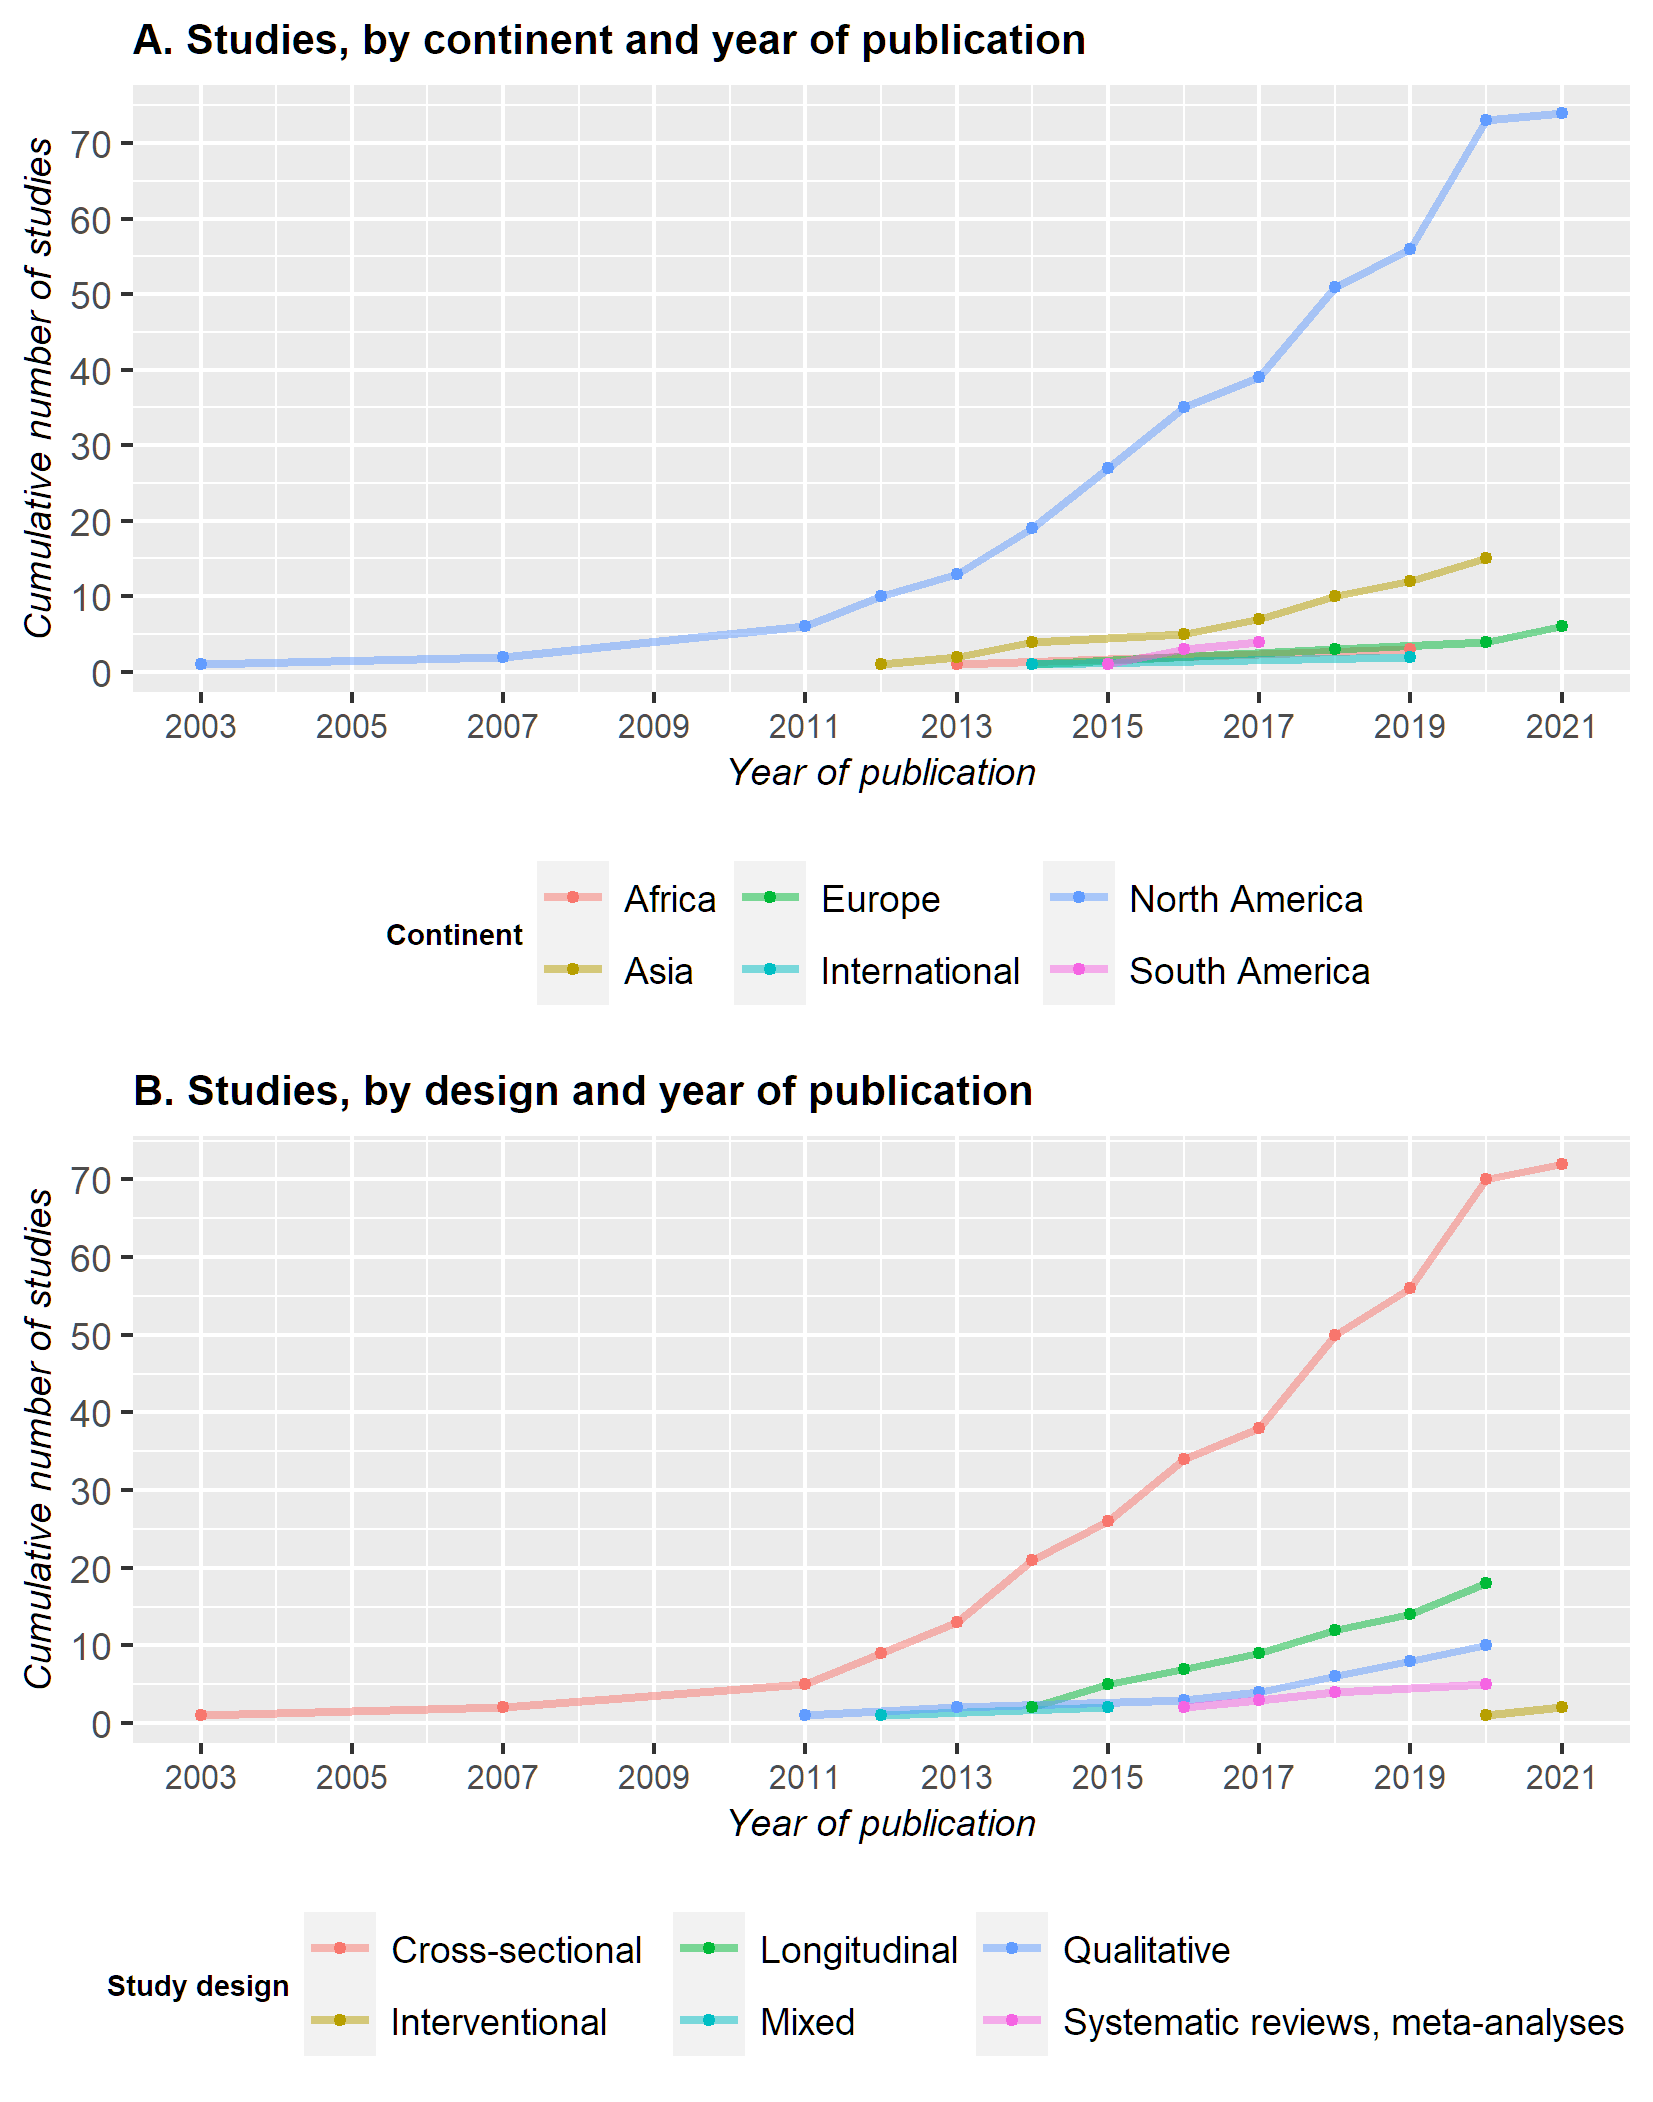 A. Studies, by continent and year of publication
Cumulative number of studies
70
60
50
40
30
20
10
0
2003 2005 2007 2009 2011 2013 2015 2017 2019 2021
Year of publication
Continent
Africa Europe North America
Asia International South America
B. Studies, by design and year of publication
Cumulative number of studies
70
60
50
40
30
20
10
0
2003 2005 2007 2009 2011 2013 2015 2017 2019 2021
Year of publication
Study design
Cross-sectional Longitudinal Qualitative
Interventional Mixed Systematic reviews, meta-analyses